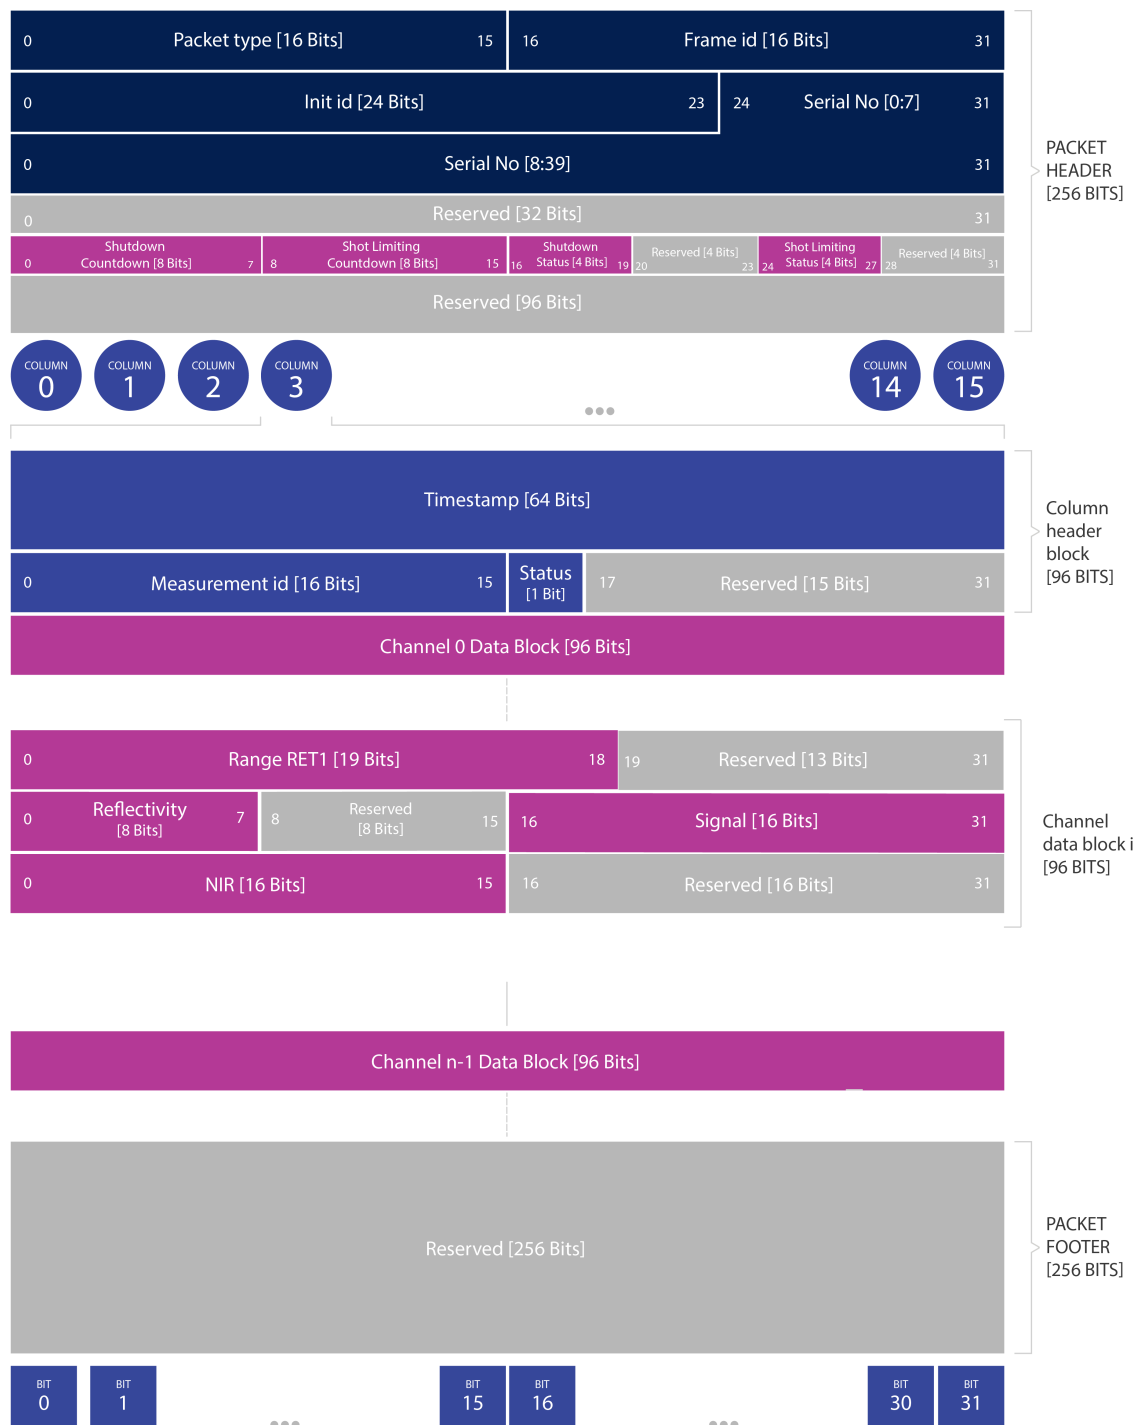 0 Packet type [16 Bits] 15 16 Frame id [16 Bits] 31
0 Init id [24 Bits] 23 24 Serial No [0:7] 31
0 Serial No [8:39] 31
PACKET
HEADER
[256 BITS]
0 Reserved [32 Bits] 31
Shutdown
0 Countdown [8 Bits] 7
Shot Limiting
8 Countdown [8 Bits] 15
Shutdown
16 Status [4 Bits] 19
Reserved [4 Bits]
20 23
Shot Limiting
24 Status [4 Bits] 27
Reserved [4 Bits]
28 31
Reserved [96 Bits]
COLUMN
0
COLUMN
1
COLUMN
2
COLUMN
3
COLUMN
14
COLUMN
15
Timestamp [64 Bits]
Column
header
block
[96 BITS]
0 Measurement id [16 Bits] 15
Status
[1 Bit]
17 Reserved [15 Bits] 31
Channel 0 Data Block [96 Bits]
0 Range RET1 [19 Bits] 18 19 Reserved [13 Bits] 31
0 Reflectivity 7
[8 Bits]
8 Reserved 15
[8 Bits]
16 Signal [16 Bits] 31
Channel
data block i
[96 BITS]
0 NIR [16 Bits] 15 16 Reserved [16 Bits] 31
Channel n-1 Data Block [96 Bits]
Reserved [256 Bits]
PACKET
FOOTER
[256 BITS]
BIT
0
BIT
1
BIT
15
BIT
16
BIT
30
BIT
31